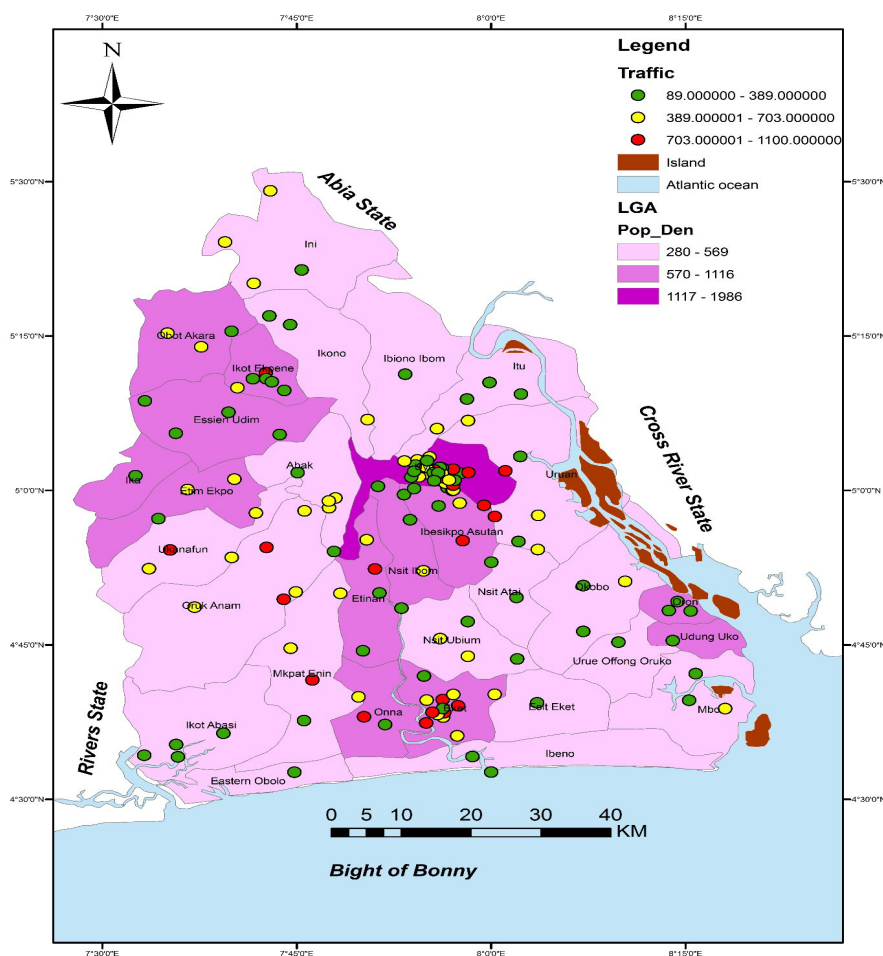 7°30'0"E 7°45'0"E 8°0'0"E 8°15'0"E
N
Legend
Traffic
89.000000 - 389.000000
389.000001 - 703.000000
703.000001 - 1100.000000
Island
Atlantic ocean
LGA
Pop_Den
280 - 569
570 - 1116
1117 - 1986
5°30'0"N 5°30'0"N
Abia State
Ini
5°15'0"N 5°15'0"N
Obot Akara
Ikono
Ibiono Ibom
Itu
Ikot Ekpene
Essien Udim
Cross River State
Abak
Uruan
Ika
Etim Ekpo
5°0'0"N 5°0'0"N
Ibesikpo Asutan
Ukanafun
Nsit Ibom
Nsit Atai
Okobo
Etinan
Oruk Anam
Oron
Nsit Ubium
Udung Uko
4°45'0"N 4°45'0"N
Urue Offong Oruko
Mkpat Enin
Rivers State
Ikot Abasi
Onna
Eket
Esit Eket
Mbo
Ibeno
Eastern Obolo
4°30'0"N 4°30'0"N
0 5 10 20 30 40
KM
Bight of Bonny
7°30'0"E 7°45'0"E 8°0'0"E 8°15'0"E